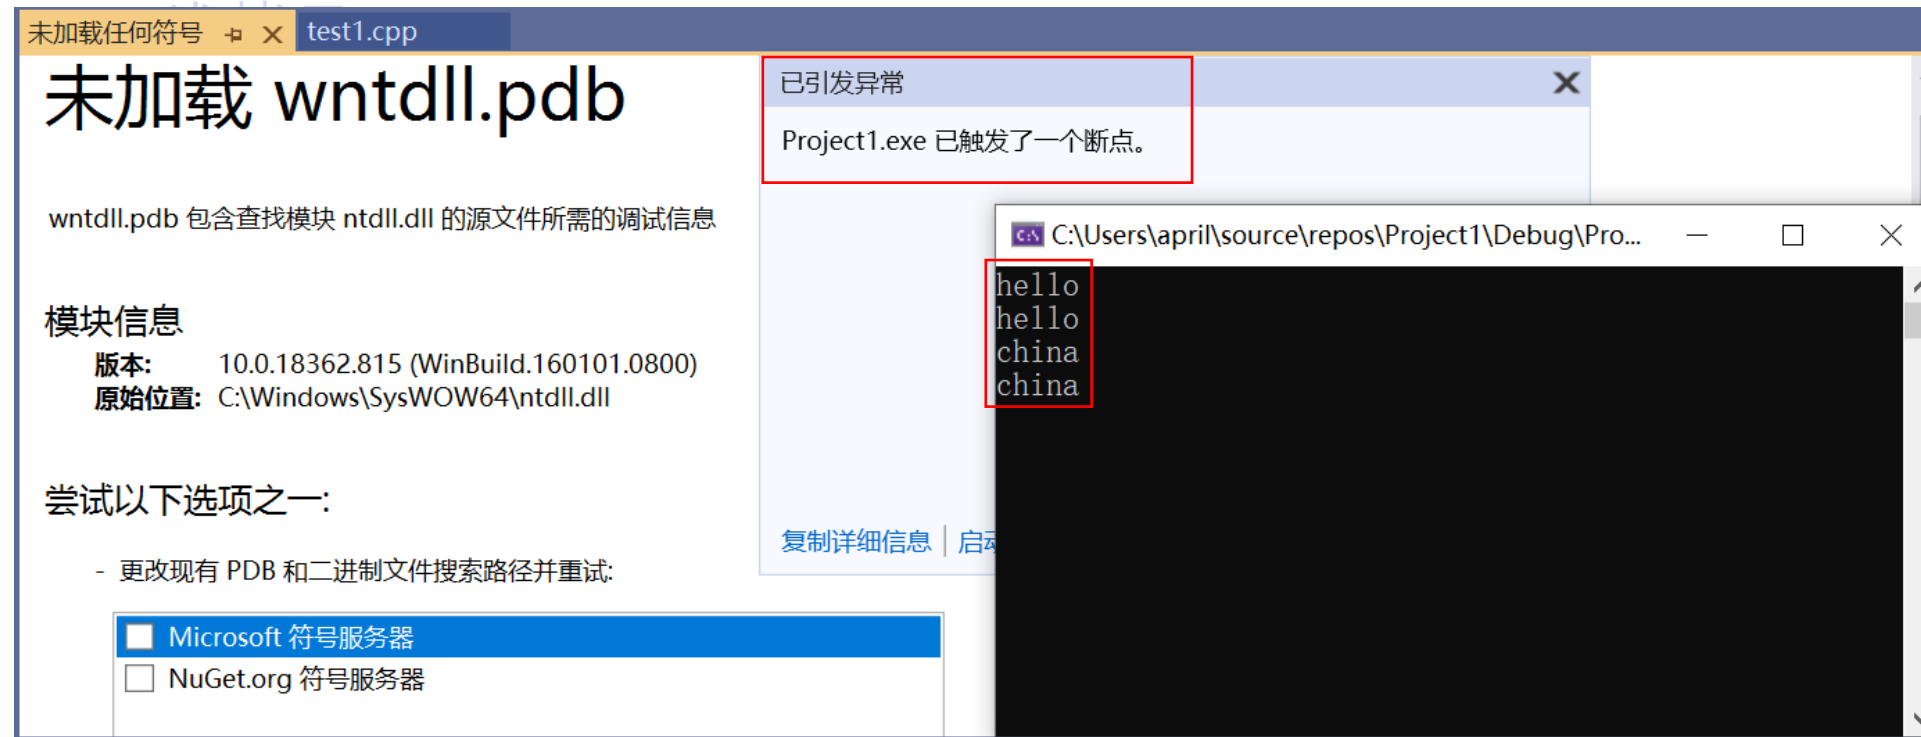 未加载任何符号
test1.cpp
未加载 wntdll.pdb
wntdll.pdb 包含查找模块 ntdll.dll 的源文件所需的调试信息
模块信息
版本: 10.0.18362.815 (WinBuild.160101.0800)
原始位置: C:\Windows\SysWOW64\ntdll.dll
尝试以下选项之一:
- 更改现有 PDB 和二进制文件搜索路径并重试:
Microsoft 符号服务器
NuGet.org 符号服务器
已引发异常
Project1.exe 已触发了一个断点。
复制详细信息
C:\Users\april\source\repos\Project1\Debug\Pro...
hello
hello
china
china